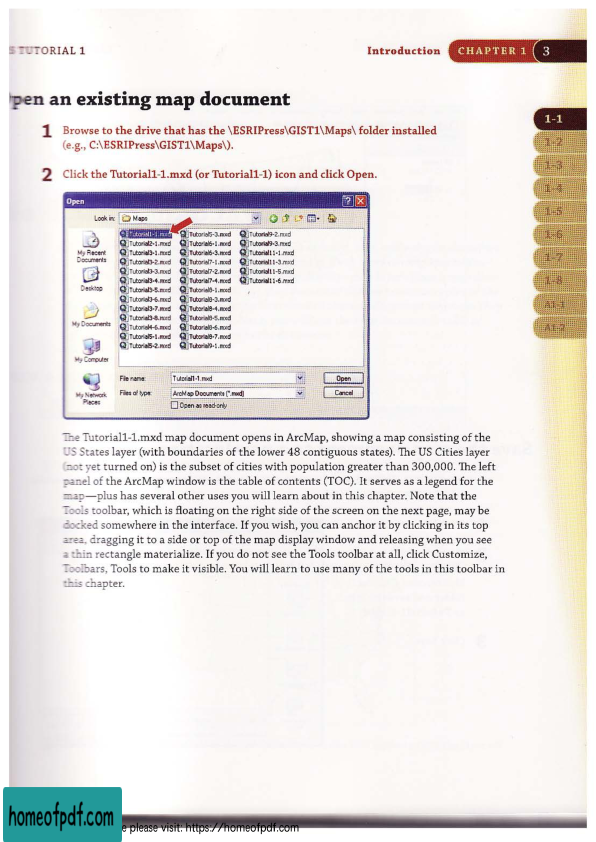 TUTORIAL 1
Introduction CHAPTER 1 3
pen an existing map document
1-1
1-2
1-3
1-4
1-5
1-6
1-7
1-8
A1-1
A1-2
1 Browse to the drive that has the \ESRIPress\GIST1\Maps\ folder installed
(e.g., C:\ESRIPress\GIST1\Maps\).
2 Click the Tutorial1-1.mxd (or Tutorial1-1) icon and click Open.
Open
Look in: Maps
My Recent
Documents
Desktop
My Documents
My Computer
My Network
Places
Tutorial1-1.mxd Tutorial5-3.mxd Tutorial9-2.mxd
Tutorial2-1.mxd Tutorial6-1.mxd Tutorial9-3.mxd
Tutorial3-1.mxd Tutorial6-3.mxd Tutorial11-1.mxd
Tutorial3-2.mxd Tutorial7-1.mxd Tutorial11-3.mxd
Tutorial3-3.mxd Tutorial7-2.mxd Tutorial11-5.mxd
Tutorial3-4.mxd Tutorial7-4.mxd Tutorial11-6.mxd
Tutorial3-5.mxd Tutorial8-1.mxd
Tutorial3-6.mxd Tutorial8-3.mxd
Tutorial3-7.mxd Tutorial8-4.mxd
Tutorial3-8.mxd Tutorial8-5.mxd
Tutorial4-6.mxd Tutorial8-6.mxd
Tutorial5-1.mxd Tutorial8-7.mxd
Tutorial5-2.mxd Tutorial9-1.mxd
File name: Tutorial1-1.mxd Open
Files of type: ArcMap Documents (*.mxd) Cancel
Open as read-only
The Tutorial1-1.mxd map document opens in ArcMap, showing a map consisting of the
US States layer (with boundaries of the lower 48 contiguous states). The US Cities layer
(not yet turned on) is the subset of cities with population greater than 300,000. The left
panel of the ArcMap window is the table of contents (TOC). It serves as a legend for the
map—plus has several other uses you will learn about in this chapter. Note that the
Tools toolbar, which is floating on the right side of the screen on the next page, may be
docked somewhere in the interface. If you wish, you can anchor it by clicking in its top
area, dragging it to a side or top of the map display window and releasing when you see
a thin rectangle materialize. If you do not see the Tools toolbar at all, click Customize,
Toolbars, Tools to make it visible. You will learn to use many of the tools in this toolbar in
this chapter.
homeofpdf.com
e please visit: https://homeofpdf.com